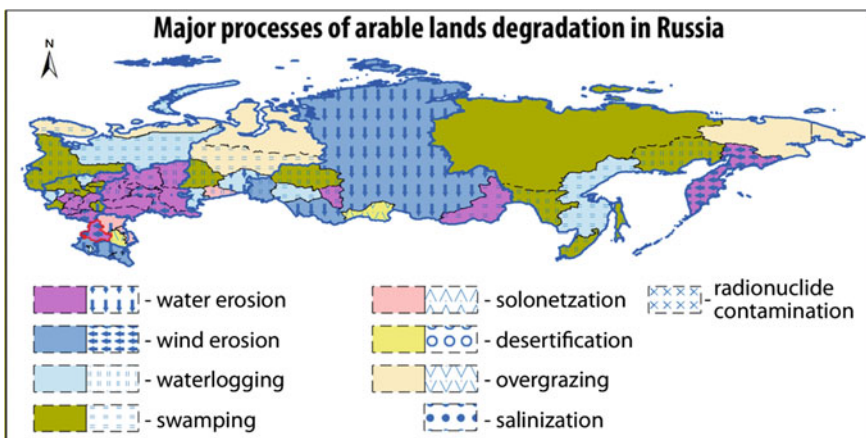 Major processes of arable lands degradation in Russia
N
- water erosion
- wind erosion
- waterlogging
- swamping
- solonetzation
- desertification
- overgrazing
- salinization
- radionuclide
contamination